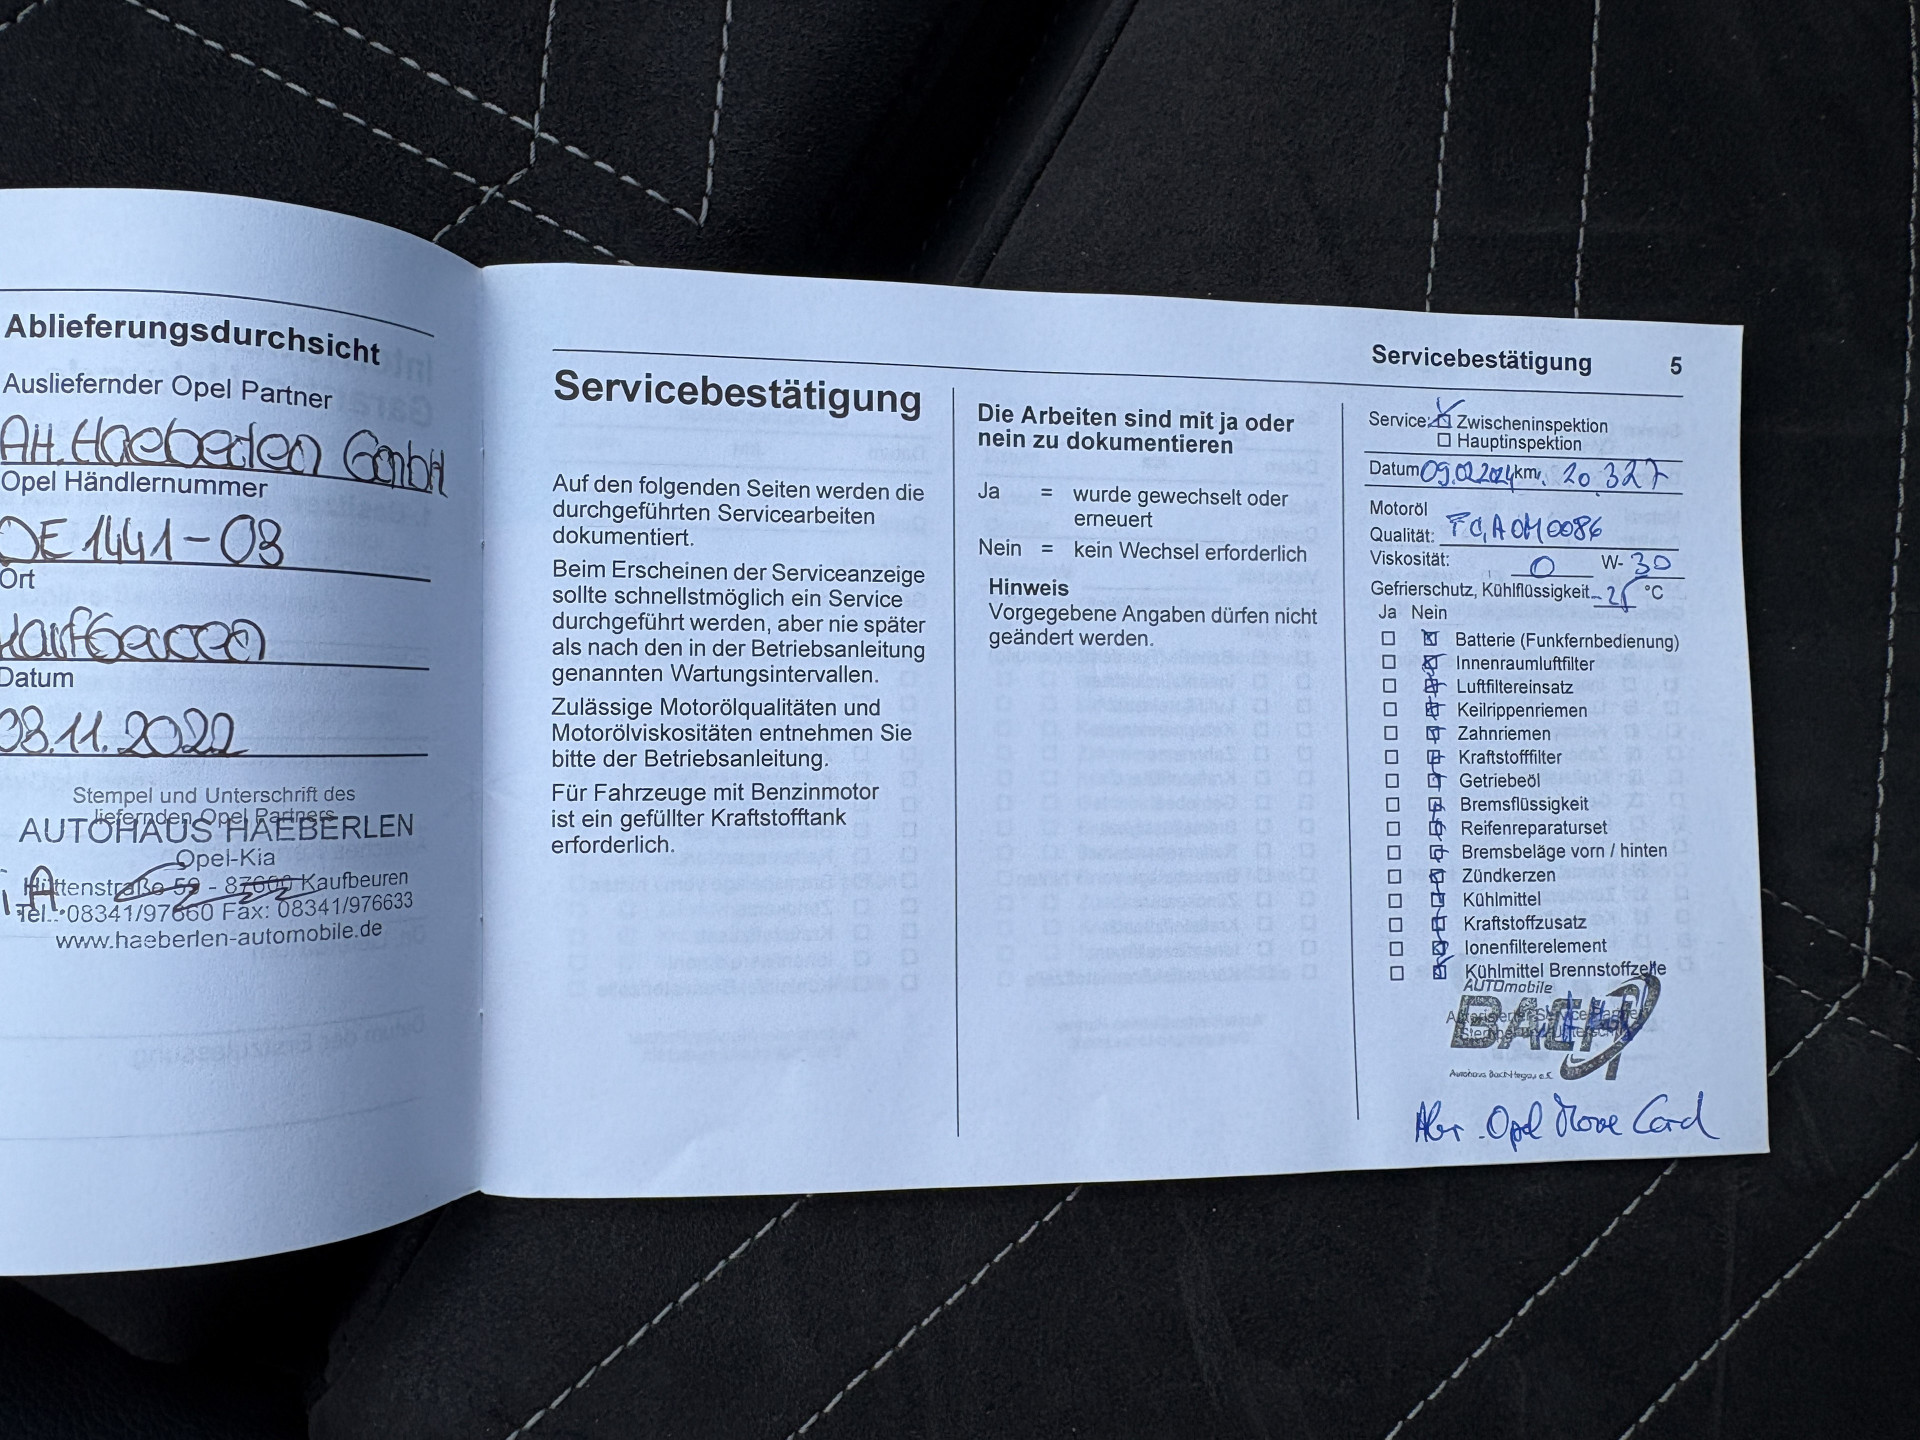 Ablieferungsdurchsicht
Ausliefernder Opel Partner
AH. Haeberlen GmbH
Opel Händlernummer
DE 1441-08
Ort
Kaufbeuren
Datum
08.11.2022
Stempel und Unterschrift des
liefernden Opel Partners
AUTOHAUS HAEBERLEN
Opel-Kia
Hüttenstraße 59 - 87600 Kaufbeuren
i.A.
Tel.: 08341/97660 Fax: 08341/976633
www.haeberlen-automobile.de
Servicebestätigung 5
Servicebestätigung
Auf den folgenden Seiten werden die
durchgeführten Servicearbeiten
dokumentiert.
Beim Erscheinen der Serviceanzeige
sollte schnellstmöglich ein Service
durchgeführt werden, aber nie später
als nach den in der Betriebsanleitung
genannten Wartungsintervallen.
Zulässige Motorölqualitäten und
Motorölviskositäten entnehmen Sie
bitte der Betriebsanleitung.
Für Fahrzeuge mit Benzinmotor
ist ein gefüllter Kraftstofftank
erforderlich.
Die Arbeiten sind mit ja oder
nein zu dokumentieren
Ja = wurde gewechselt oder
erneuert
Nein = kein Wechsel erforderlich
Hinweis
Vorgegebene Angaben dürfen nicht
geändert werden.
Service: Zwischeninspektion
Hauptinspektion
Datum 09.02.2024 km 20.327
Motoröl
Qualität:
Viskosität: 0 W- 30
Gefrierschutz, Kühlflüssigkeit °C
Ja Nein
Batterie (Funkfernbedienung)
Innenraumluftfilter
Luftfiltereinsatz
Keilrippenriemen
Zahnriemen
Kraftstofffilter
Getriebeöl
Bremsflüssigkeit
Reifenreparaturset
Bremsbeläge vorn / hinten
Zündkerzen
Kühlmittel
Kraftstoffzusatz
Ionenfilterelement
Kühlmittel Brennstoffzelle
AUTOmobile
BACH
Opel Move Card